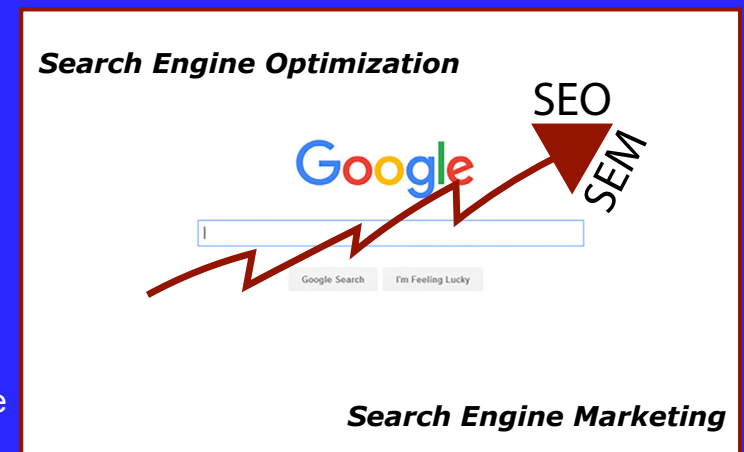 Search Engine Optimization
SEO
SEM
Google
Google Search I'm Feeling Lucky
e
Search Engine Marketing